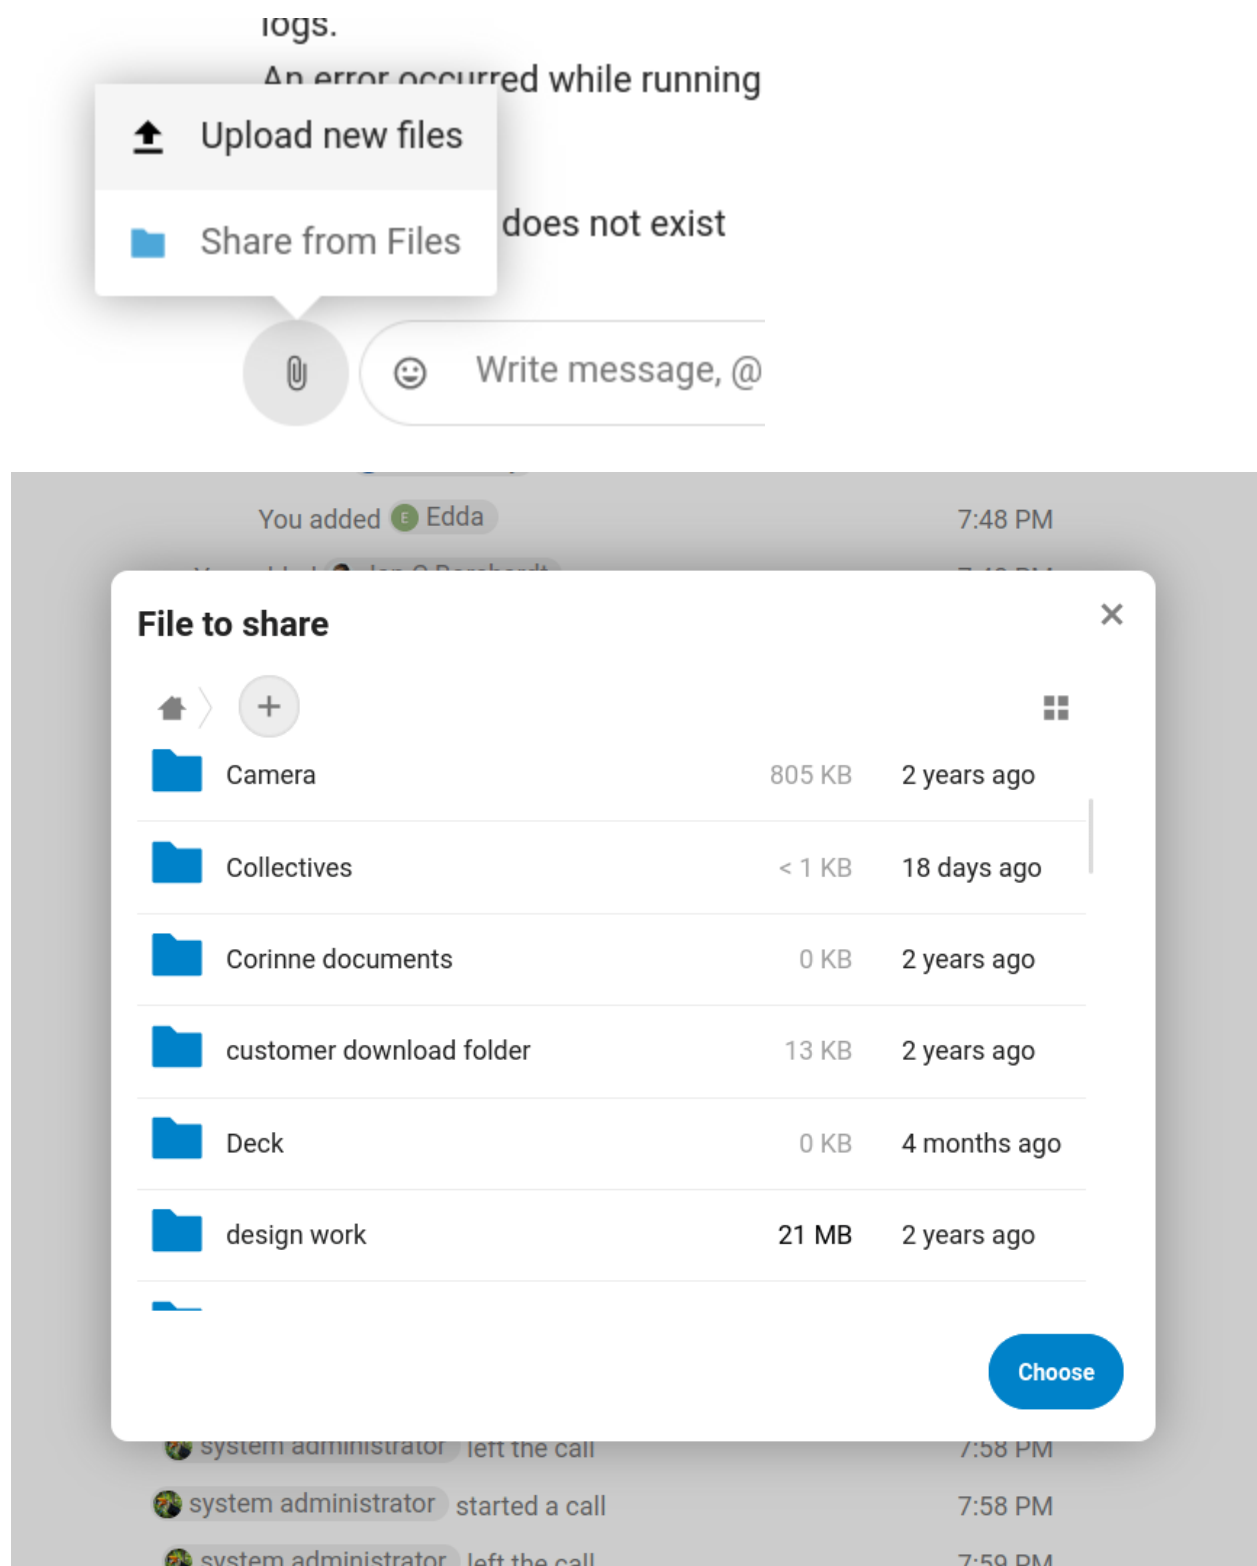 logs.
An error occurred while running
Upload new files
does not exist
Share from Files
Write message, @
You added E Edda 7:48 PM
File to share
Camera 805 KB 2 years ago
Collectives < 1 KB 18 days ago
Corinne documents 0 KB 2 years ago
customer download folder 13 KB 2 years ago
Deck 0 KB 4 months ago
design work 21 MB 2 years ago
Choose
system administrator left the call 7:58 PM
system administrator started a call 7:58 PM
system administrator left the call 7:59 PM